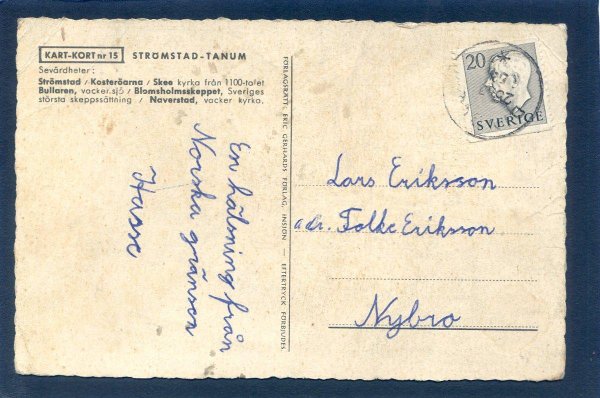 KART-KORT nr 15 STRÖMSTAD-TANUM
Sevärdheter:
Strömstad / Kosteröarna / Skee kyrka från 1100-talet
Bullaren, vacker sjö / Blomsholmsskeppet, Sveriges
största skeppssättning / Naverstad, vacker kyrka.
En hälsning från
Norska gränsen
Hasse
FÖRLAGSRÄTT: ERIC GERHARDS FÖRLAG, INSJÖN — EFTERTRYCK FÖRBJUDES
20
SVERIGE
Lars Eriksson
adr. Folke Eriksson
Nybro